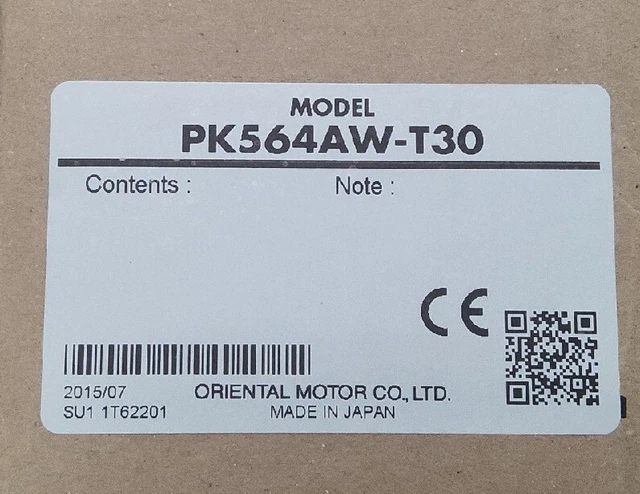 MODEL
PK564AW-T30
Contents :
Note :
CE
2015/07
ORIENTAL MOTOR CO., LTD.
SU1 1T62201
MADE IN JAPAN